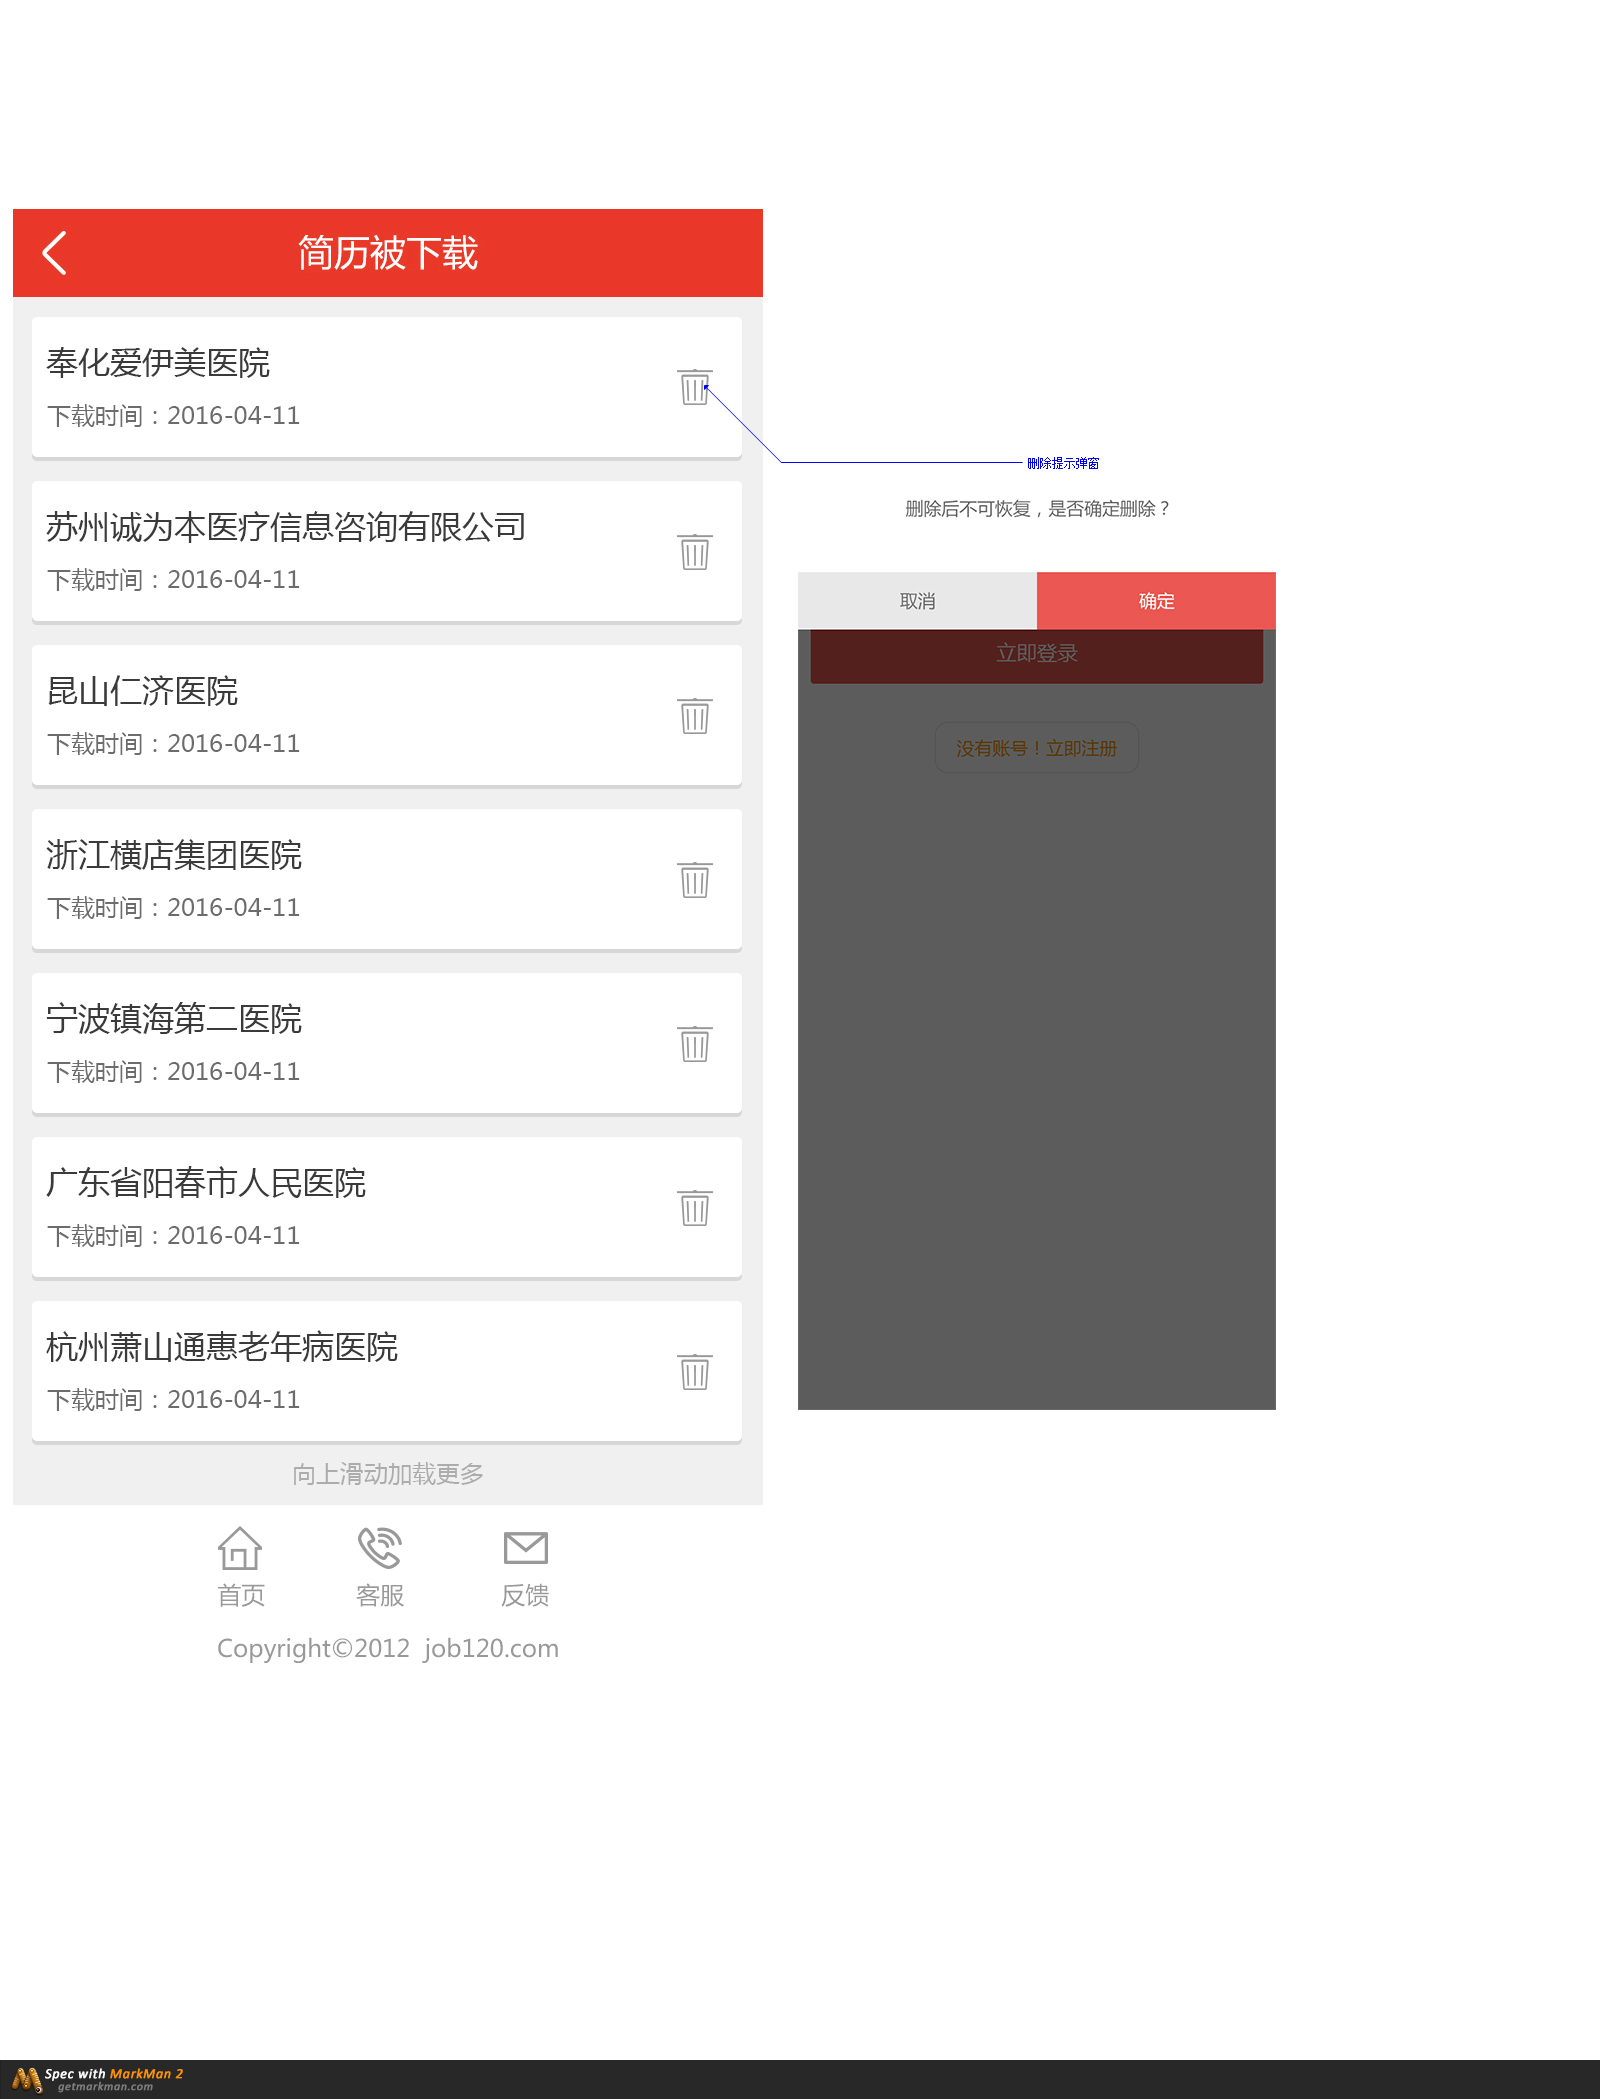 简历被下载
奉化爱伊美医院
下载时间：2016-04-11
苏州诚为本医疗信息咨询有限公司
下载时间：2016-04-11
昆山仁济医院
下载时间：2016-04-11
浙江横店集团医院
下载时间：2016-04-11
宁波镇海第二医院
下载时间：2016-04-11
广东省阳春市人民医院
下载时间：2016-04-11
杭州萧山通惠老年病医院
下载时间：2016-04-11
向上滑动加载更多
首页 客服 反馈
Copyright©2012 job120.com
删除提示弹窗
删除后不可恢复，是否确定删除？
取消 确定
立即登录
没有账号！立即注册
Spec with MarkMan 2
getmarkman.com